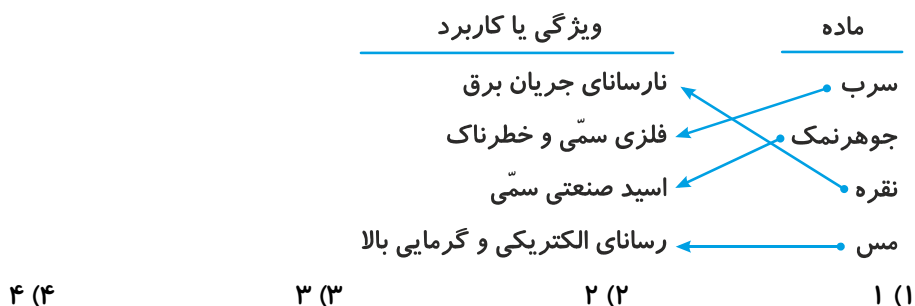 ماده ویژگی یا کاربرد
سرب نارسانای جریان برق
جوهرنمک فلزی سمّی و خطرناک
نقره اسید صنعتی سمّی
مس رسانای الکتریکی و گرمایی بالا
۱) ۱ ۲) ۲ ۳) ۳ ۴) ۴